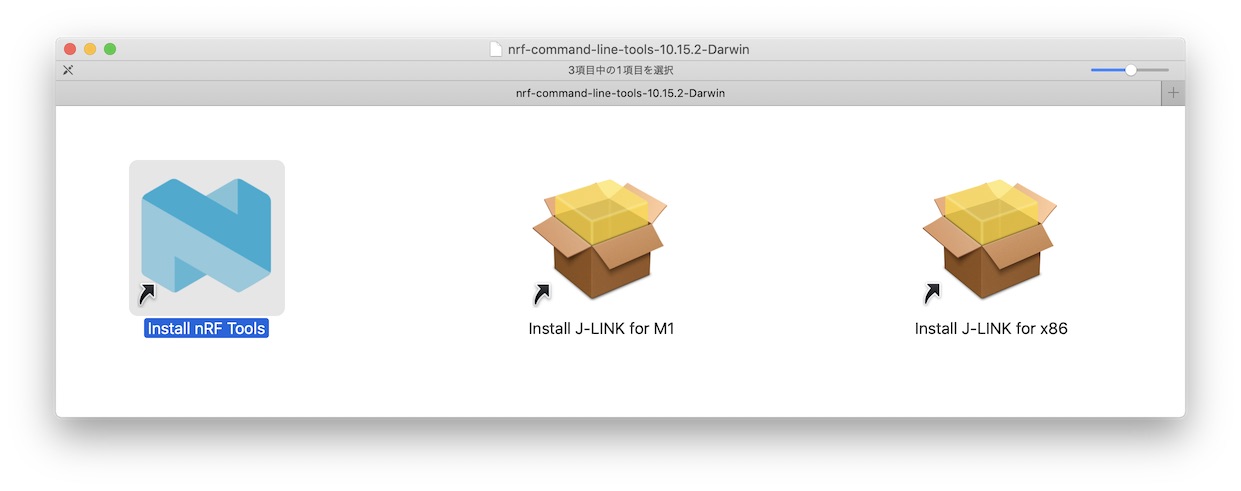 nrf-command-line-tools-10.15.2-Darwin
3項目中の1項目を選択
nrf-command-line-tools-10.15.2-Darwin
Install nRF Tools
Install J-LINK for M1
Install J-LINK for x86